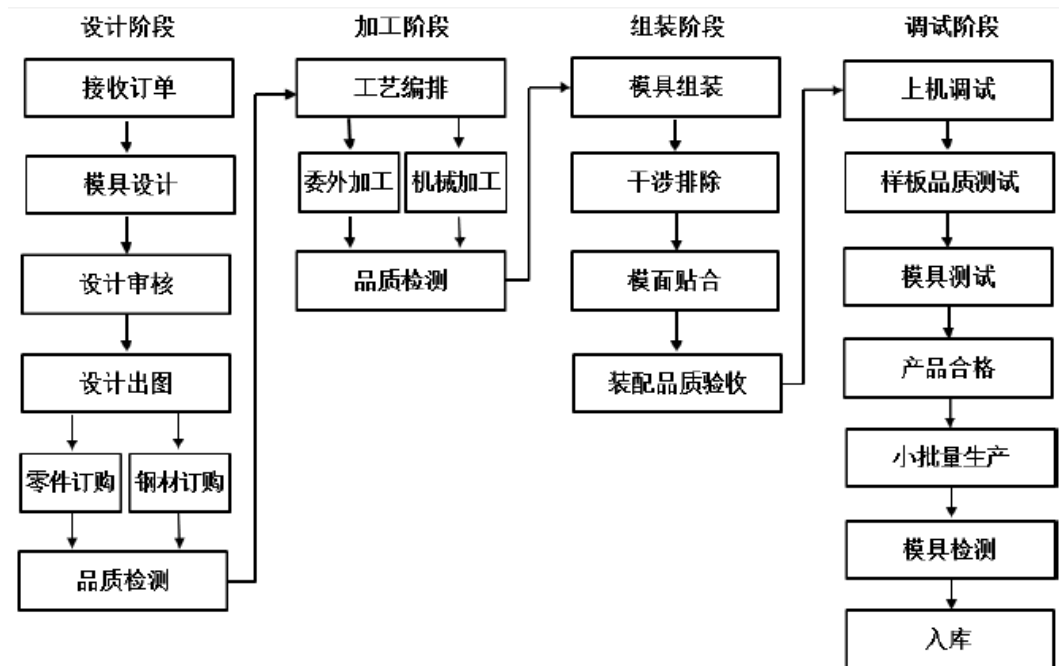 设计阶段
接收订单
模具设计
设计审核
设计出图
零件订购
钢材订购
品质检测
加工阶段
工艺编排
委外加工
机械加工
品质检测
组装阶段
模具组装
干涉排除
模面贴合
装配品质验收
调试阶段
上机调试
样板品质测试
模具测试
产品合格
小批量生产
模具检测
入库